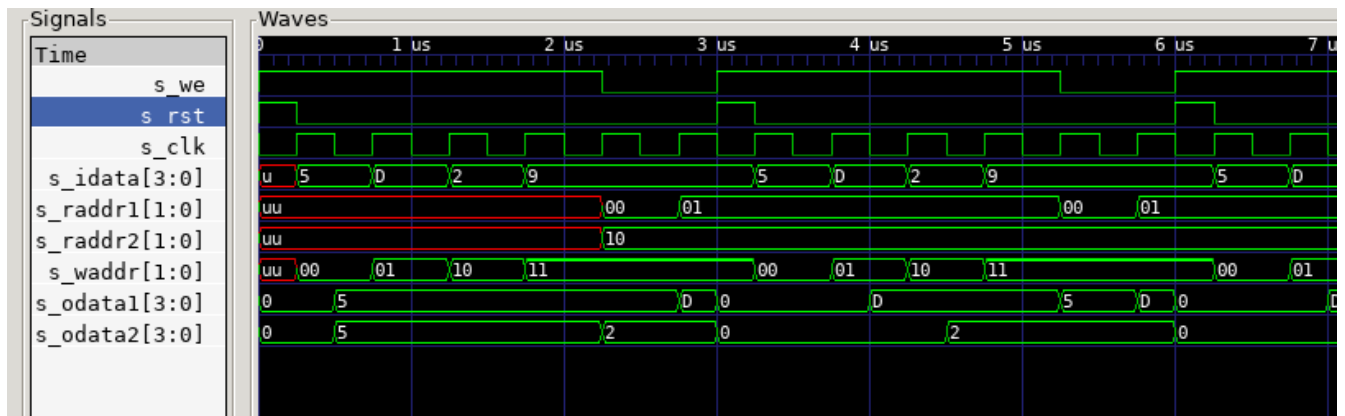 Signals
Waves
Time
1 us 2 us 3 us 4 us 5 us 6 us 7 u
s_we
s_rst
s_clk
s_idata[3:0] u 5 D 2 9 5 D 2 9 5 D
s_raddr1[1:0] uu 00 01 00 01
s_raddr2[1:0] uu 10
s_waddr[1:0] uu 00 01 10 11 00 01 10 11 00 01
s_odata1[3:0] 0 5 D 0 D 5 D 0 D
s_odata2[3:0] 0 5 2 0 2 0